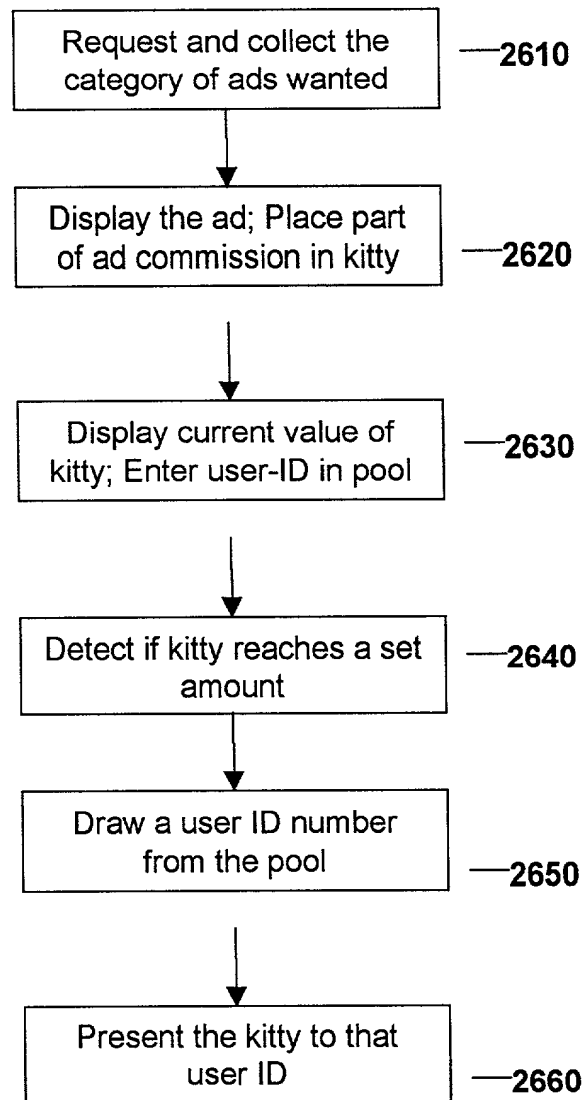 Request and collect the
category of ads wanted
2610
Display the ad; Place part
of ad commission in kitty
2620
Display current value of
kitty; Enter user-ID in pool
2630
Detect if kitty reaches a set
amount
2640
Draw a user ID number
from the pool
2650
Present the kitty to that
user ID
2660